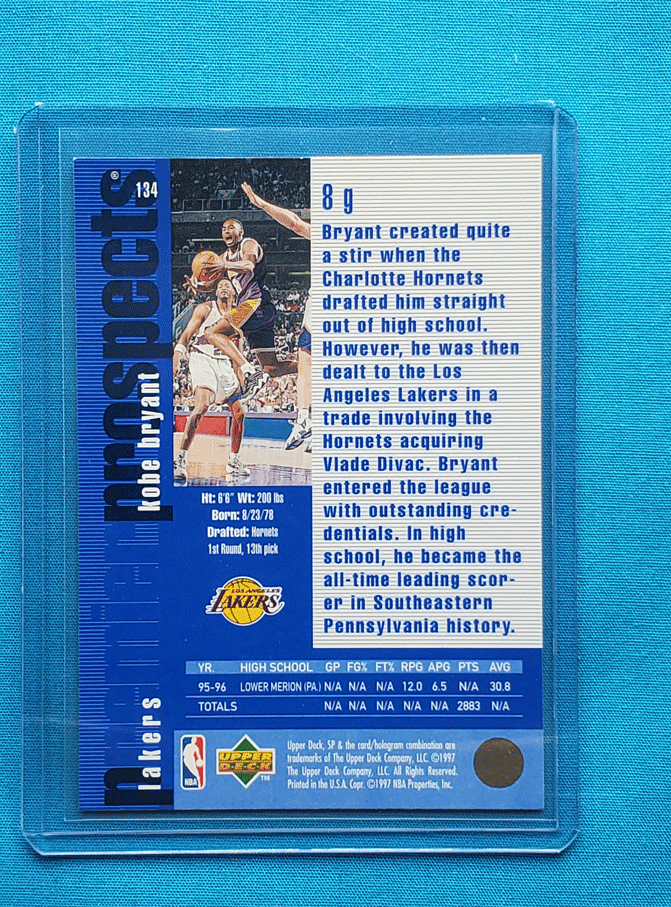 134
premier prospects®
kobe bryant
lakers
8 g
Bryant created quite
a stir when the
Charlotte Hornets
drafted him straight
out of high school.
However, he was then
dealt to the Los
Angeles Lakers in a
trade involving the
Hornets acquiring
Vlade Divac. Bryant
entered the league
with outstanding cre-
dentials. In high
school, he became the
all-time leading scor-
er in Southeastern
Pennsylvania history.
Ht: 6'6" Wt: 200 lbs
Born: 8/23/78
Drafted: Hornets
1st Round, 13th pick
LOS ANGELES
LAKERS
YR. HIGH SCHOOL GP FG% FT% RPG APG PTS AVG
95-96 LOWER MERION (PA.) N/A N/A N/A 12.0 6.5 N/A 30.8
TOTALS N/A N/A N/A N/A N/A 2883 N/A
NBA
UPPER
DECK
TM
Upper Deck, SP & the card/hologram combination are
trademarks of The Upper Deck Company, LLC. ©1997
The Upper Deck Company, LLC. All Rights Reserved.
Printed in the U.S.A. Copr. ©1997 NBA Properties, Inc.